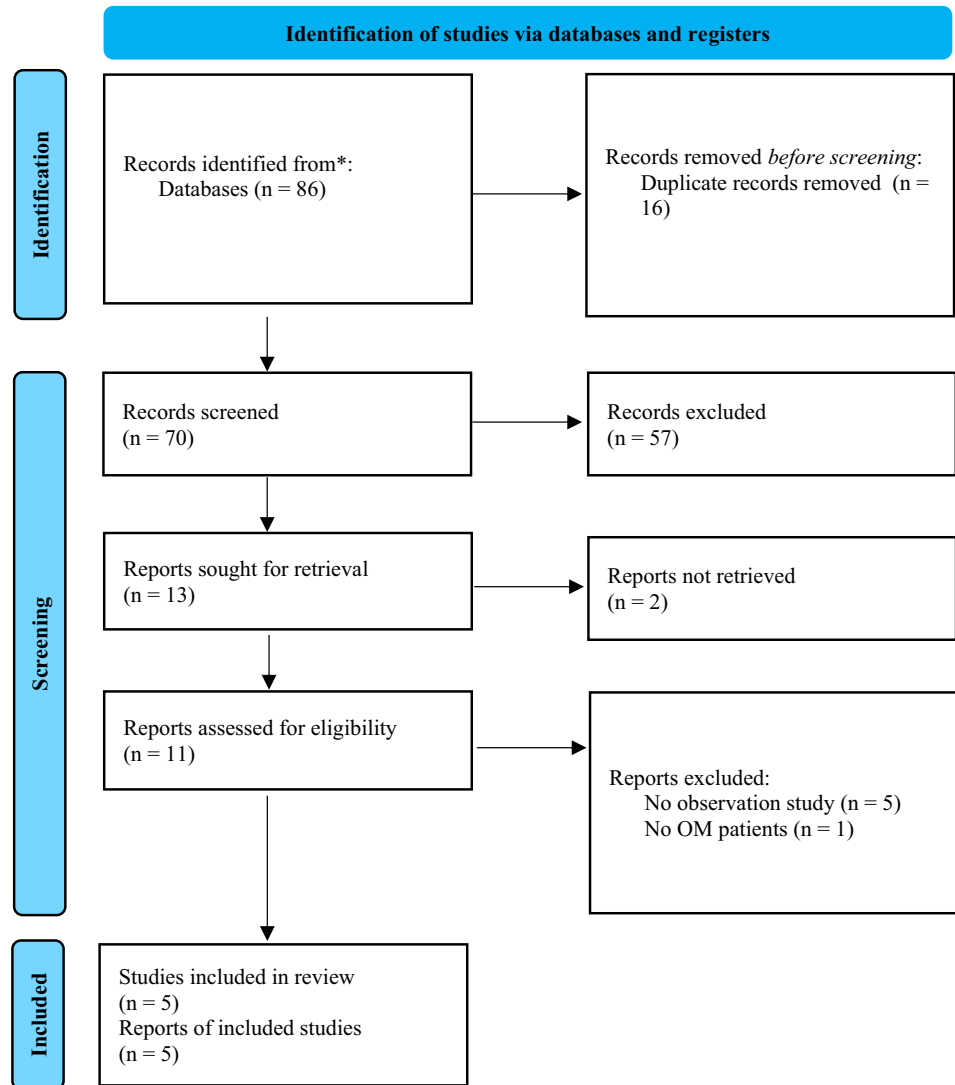 Identification of studies via databases and registers
Identification
Records identified from*:
Databases (n = 86)
Records removed before screening:
Duplicate records removed (n =
16)
Screening
Records screened
(n = 70)
Records excluded
(n = 57)
Reports sought for retrieval
(n = 13)
Reports not retrieved
(n = 2)
Reports assessed for eligibility
(n = 11)
Reports excluded:
No observation study (n = 5)
No OM patients (n = 1)
Included
Studies included in review
(n = 5)
Reports of included studies
(n = 5)